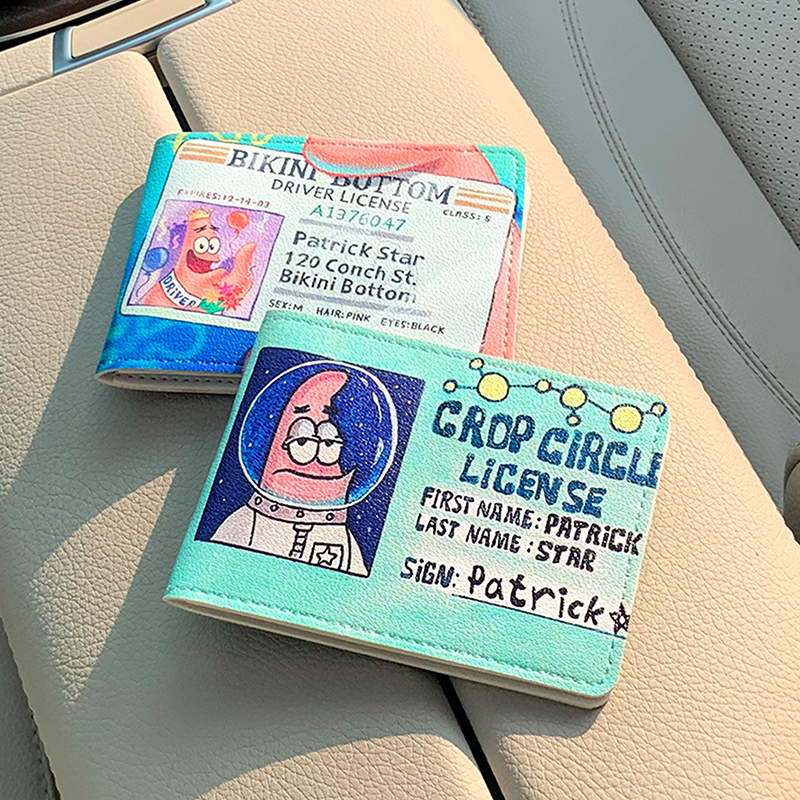 BIKINI BOTTOM
DRIVER LICENSE
EXPIRES: 12-14-03
A1376047
CLASS: 5
Patrick Star
120 Conch St.
Bikini Bottom
DRIVER
SEX:M HAIR:PINK EYES:BLACK
CROP CIRCLE
LiCENSE
FIRST NAME: PATRiCK
LAST NAME: STAR
SiGN: Patrick